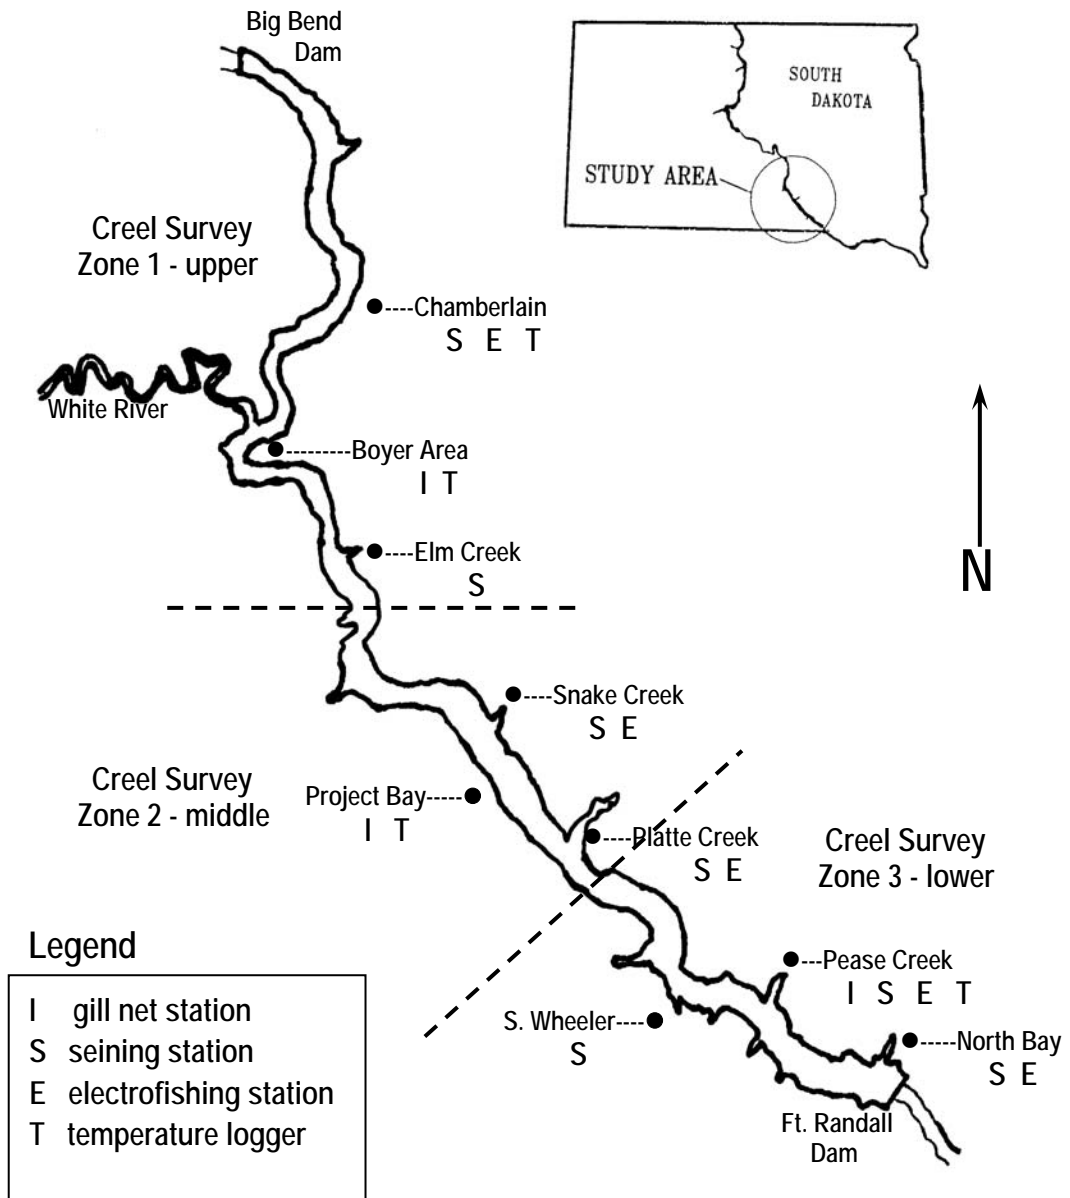 Big Bend
Dam
SOUTH
DAKOTA
STUDY AREA
Creel Survey
Zone 1 - upper
Chamberlain
S E T
White River
Boyer Area
I T
Elm Creek
S
N
Snake Creek
S E
Creel Survey
Zone 2 - middle
Project Bay
I T
Platte Creek
S E
Creel Survey
Zone 3 - lower
Pease Creek
I S E T
S. Wheeler
S
North Bay
S E
Ft. Randall
Dam
Legend
I gill net station
S seining station
E electrofishing station
T temperature logger